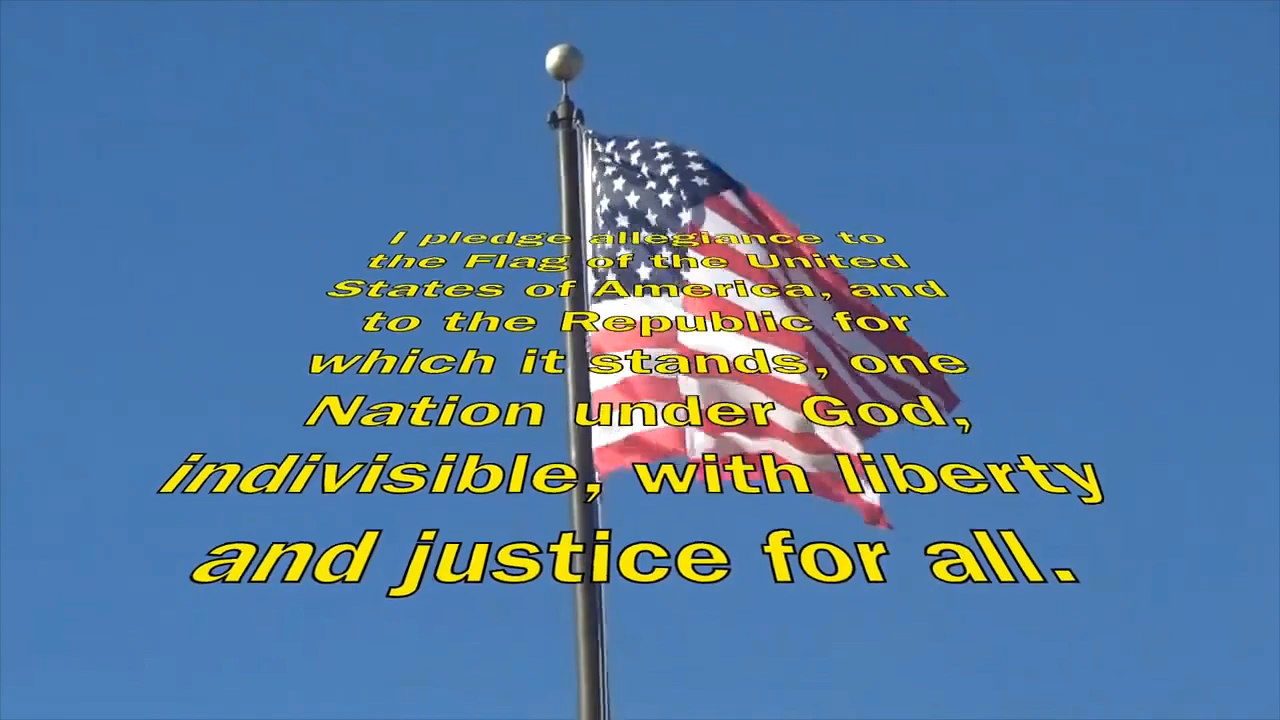 I pledge allegiance to
the Flag of the United
States of America, and
to the Republic for
which it stands, one
Nation under God,
indivisible, with liberty
and justice for all.